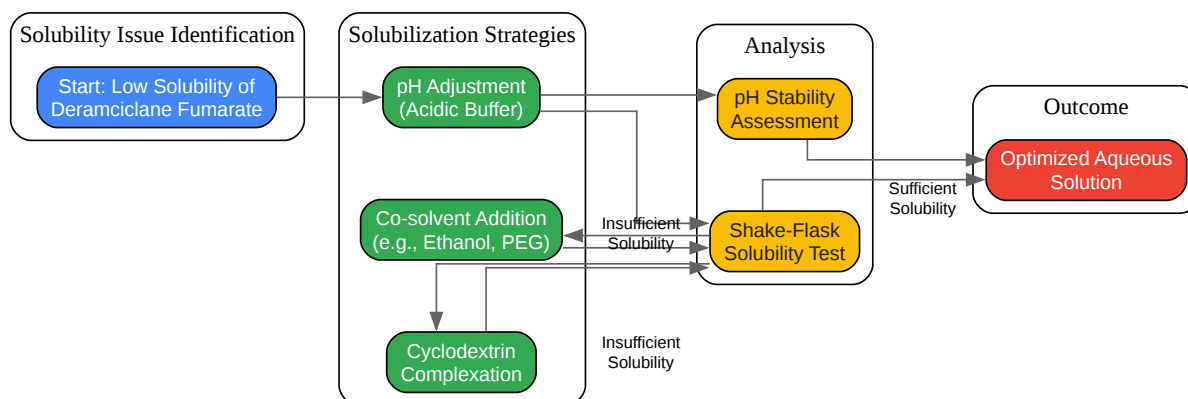 Solubility Issue Identification
Start: Low Solubility of
Deramciclane Fumarate
Solubilization Strategies
pH Adjustment
(Acidic Buffer)
Co-solvent Addition
(e.g., Ethanol, PEG)
Cyclodextrin
Complexation
Insufficient
Solubility
Insufficient
Solubility
Analysis
pH Stability
Assessment
Shake-Flask
Solubility Test
Sufficient
Solubility
Outcome
Optimized Aqueous
Solution